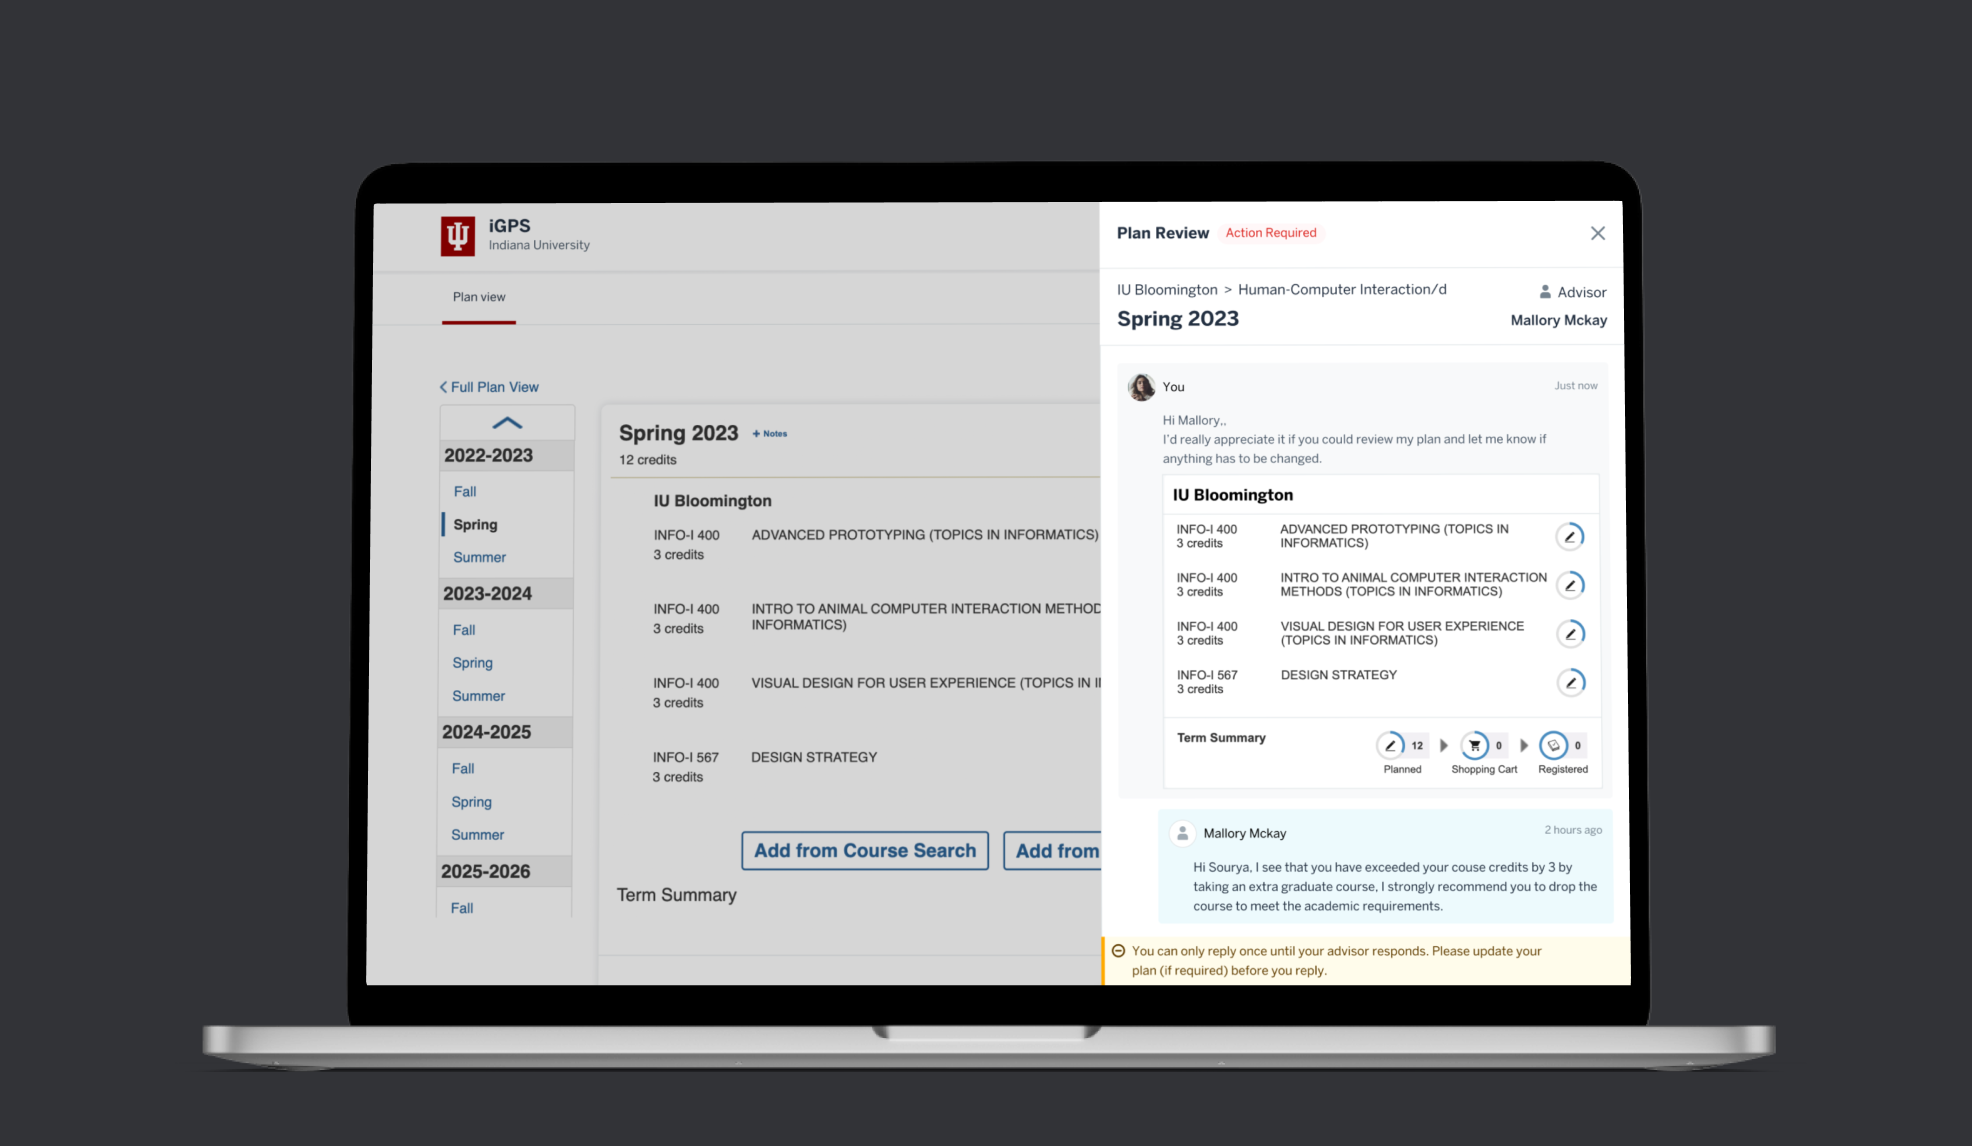 iGPS
Indiana University
Plan view
Full Plan View
2022-2023
Fall
Spring
Summer
2023-2024
Fall
Spring
Summer
2024-2025
Fall
Spring
Summer
2025-2026
Fall
Spring 2023 + Notes
12 credits
IU Bloomington
INFO-I 400 ADVANCED PROTOTYPING (TOPICS IN INFORMATICS)
3 credits
INFO-I 400 INTRO TO ANIMAL COMPUTER INTERACTION METHOD
INFORMATICS)
3 credits
INFO-I 400 VISUAL DESIGN FOR USER EXPERIENCE (TOPICS IN I
3 credits
INFO-I 567 DESIGN STRATEGY
3 credits
Add from Course Search
Add from
Term Summary
Plan Review Action Required
IU Bloomington > Human-Computer Interaction/d
Advisor
Spring 2023
Mallory Mckay
You
Just now
Hi Mallory,,
I'd really appreciate it if you could review my plan and let me know if
anything has to be changed.
IU Bloomington
INFO-I 400 ADVANCED PROTOTYPING (TOPICS IN
3 credits INFORMATICS)
INFO-I 400 INTRO TO ANIMAL COMPUTER INTERACTION
3 credits METHODS (TOPICS IN INFORMATICS)
INFO-I 400 VISUAL DESIGN FOR USER EXPERIENCE
3 credits (TOPICS IN INFORMATICS)
INFO-I 567 DESIGN STRATEGY
3 credits
Term Summary
12 0 0
Planned Shopping Cart Registered
Mallory Mckay
2 hours ago
Hi Sourya, I see that you have exceeded your couse credits by 3 by
taking an extra graduate course, I strongly recommend you to drop the
course to meet the academic requirements.
You can only reply once until your advisor responds. Please update your
plan (if required) before you reply.